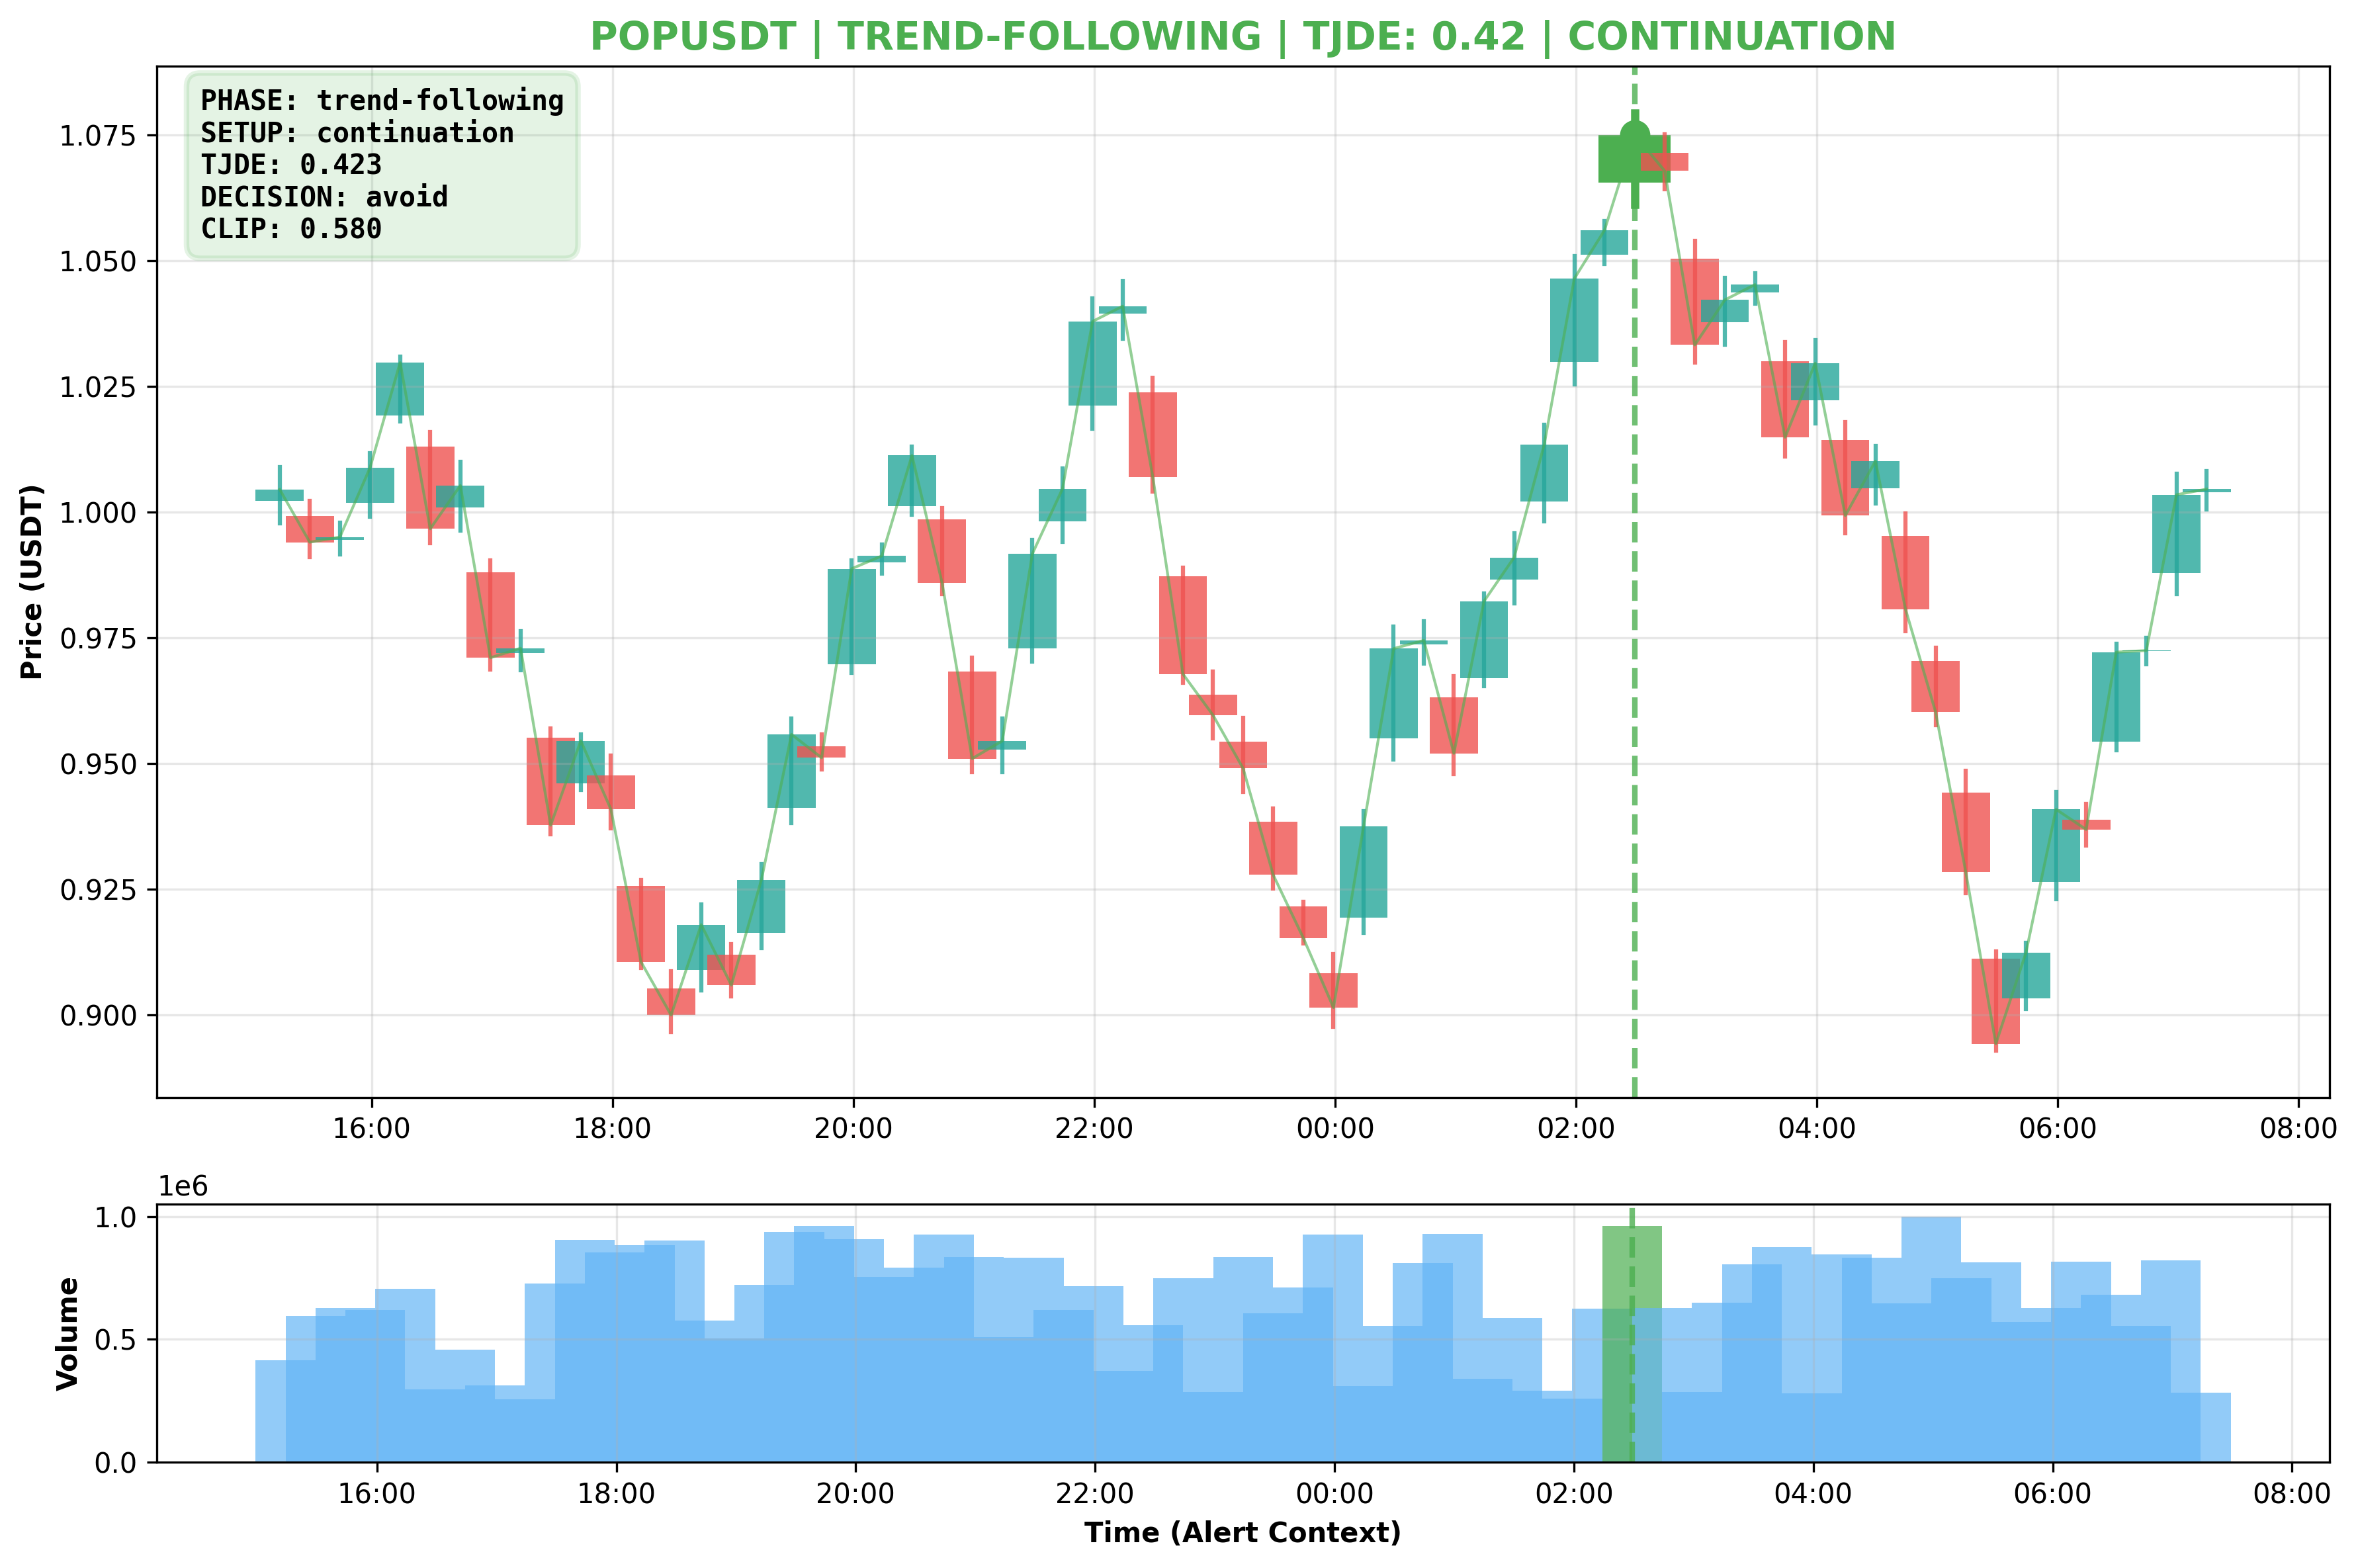 POPUSDT | TREND-FOLLOWING | TJDE: 0.42 | CONTINUATION
PHASE: trend-following
SETUP: continuation
TJDE: 0.423
DECISION: avoid
CLIP: 0.580
Price (USDT)
1.075
1.050
1.025
1.000
0.975
0.950
0.925
0.900
16:00 18:00 20:00 22:00 00:00 02:00 04:00 06:00 08:00
1e6
Volume
1.0
0.5
0.0
16:00 18:00 20:00 22:00 00:00 02:00 04:00 06:00 08:00
Time (Alert Context)